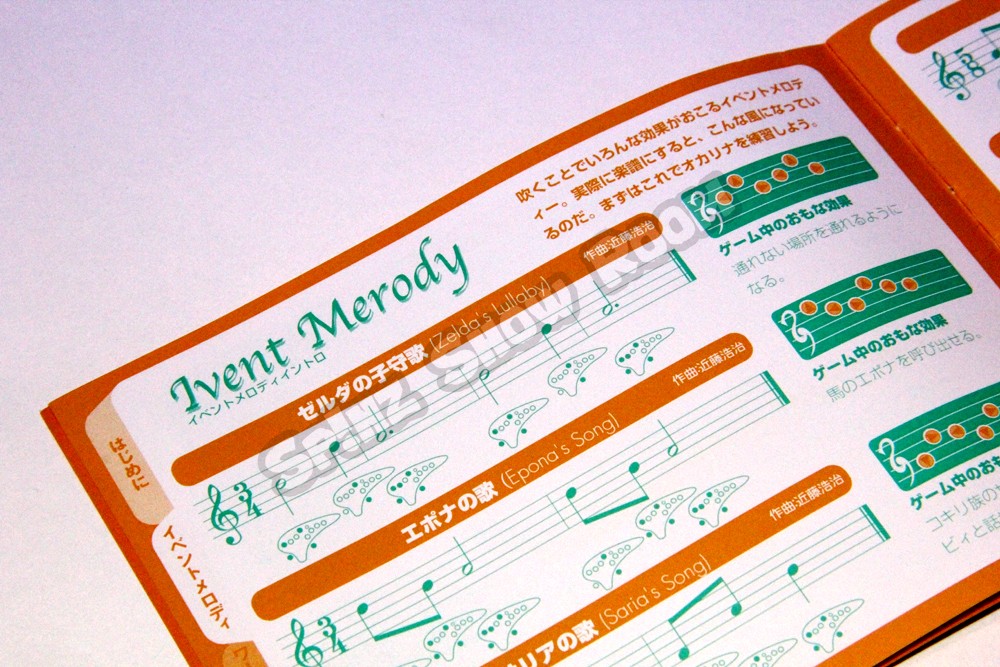 吹くことでいろんな効果がおこるイベントメロデ
ィー。実際に楽譜にすると、こんな風になってい
るのだ。まずはこれでオカリナを練習しよう。
Ivent Merody
イベントメロディイントロ
ゼルダの子守歌 (Zelda's Lullaby)
作曲:近藤浩治
ゲーム中のおもな効果
通れない場所を通れるように
なる。
エポナの歌 (Epona's Song)
作曲:近藤浩治
ゲーム中のおもな効果
馬のエポナを呼び出せる。
リアの歌 (Saria's Song)
作曲:近藤浩治
ゲーム中のおも
コキリ族の
ビィと話
はじめに
イベントメロディ
ワ
Show Room